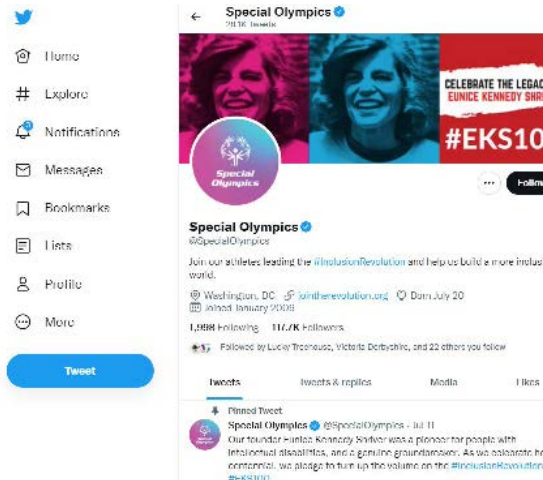 Special Olympics
28.1K Tweets
Home
Explore
Notifications
Messages
Bookmarks
Lists
Profile
More
Tweet
CELEBRATE THE LEGAC
EUNICE KENNEDY SHRI
#EKS100
Special
Olympics
Follow
Special Olympics
@SpecialOlympics
Join our athletes leading the #InclusionRevolution and help us build a more inclus
world.
Washington, DC jointherevolution.org Born July 20
Joined January 2009
1,998 Following 117.7K Followers
Followed by Lucky Treehouse, Victoria Derbyshire, and 22 others you follow
Tweets Tweets & replies Media Likes
Pinned Tweet
Special Olympics @SpecialOlympics · Jul 11
Our founder Eunice Kennedy Shriver was a pioneer for people with
intellectual disabilities, and a genuine groundbreaker. As we celebrate he
centennial, we pledge to turn up the volume on the #InclusionRevolution
#EKS100